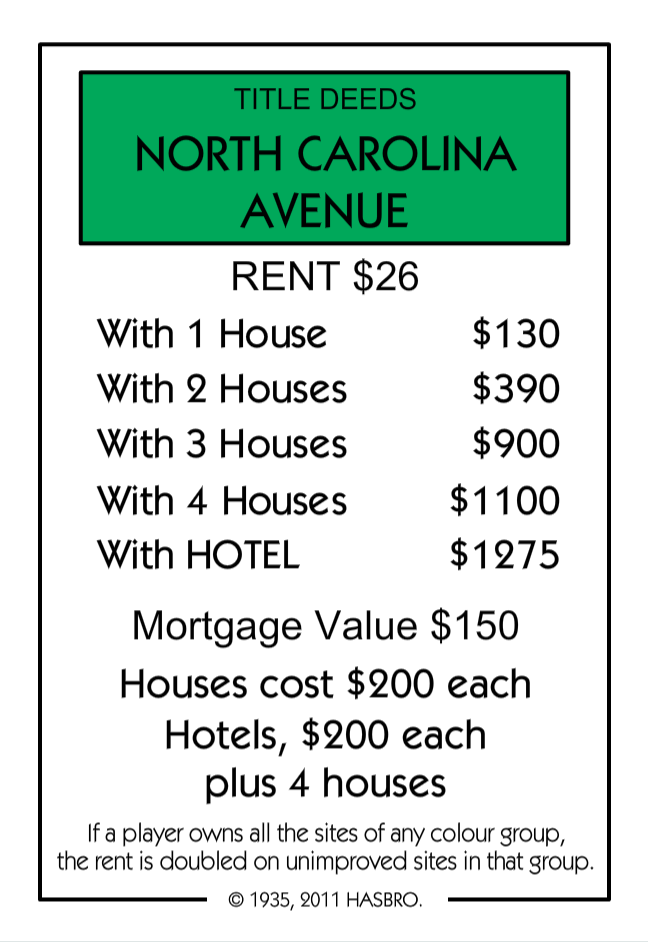 TITLE DEEDS
NORTH CAROLINA
AVENUE
RENT $26
With 1 House $130
With 2 Houses $390
With 3 Houses $900
With 4 Houses $1100
With HOTEL $1275
Mortgage Value $150
Houses cost $200 each
Hotels, $200 each
plus 4 houses
If a player owns all the sites of any colour group,
the rent is doubled on unimproved sites in that group.
© 1935, 2011 HASBRO.